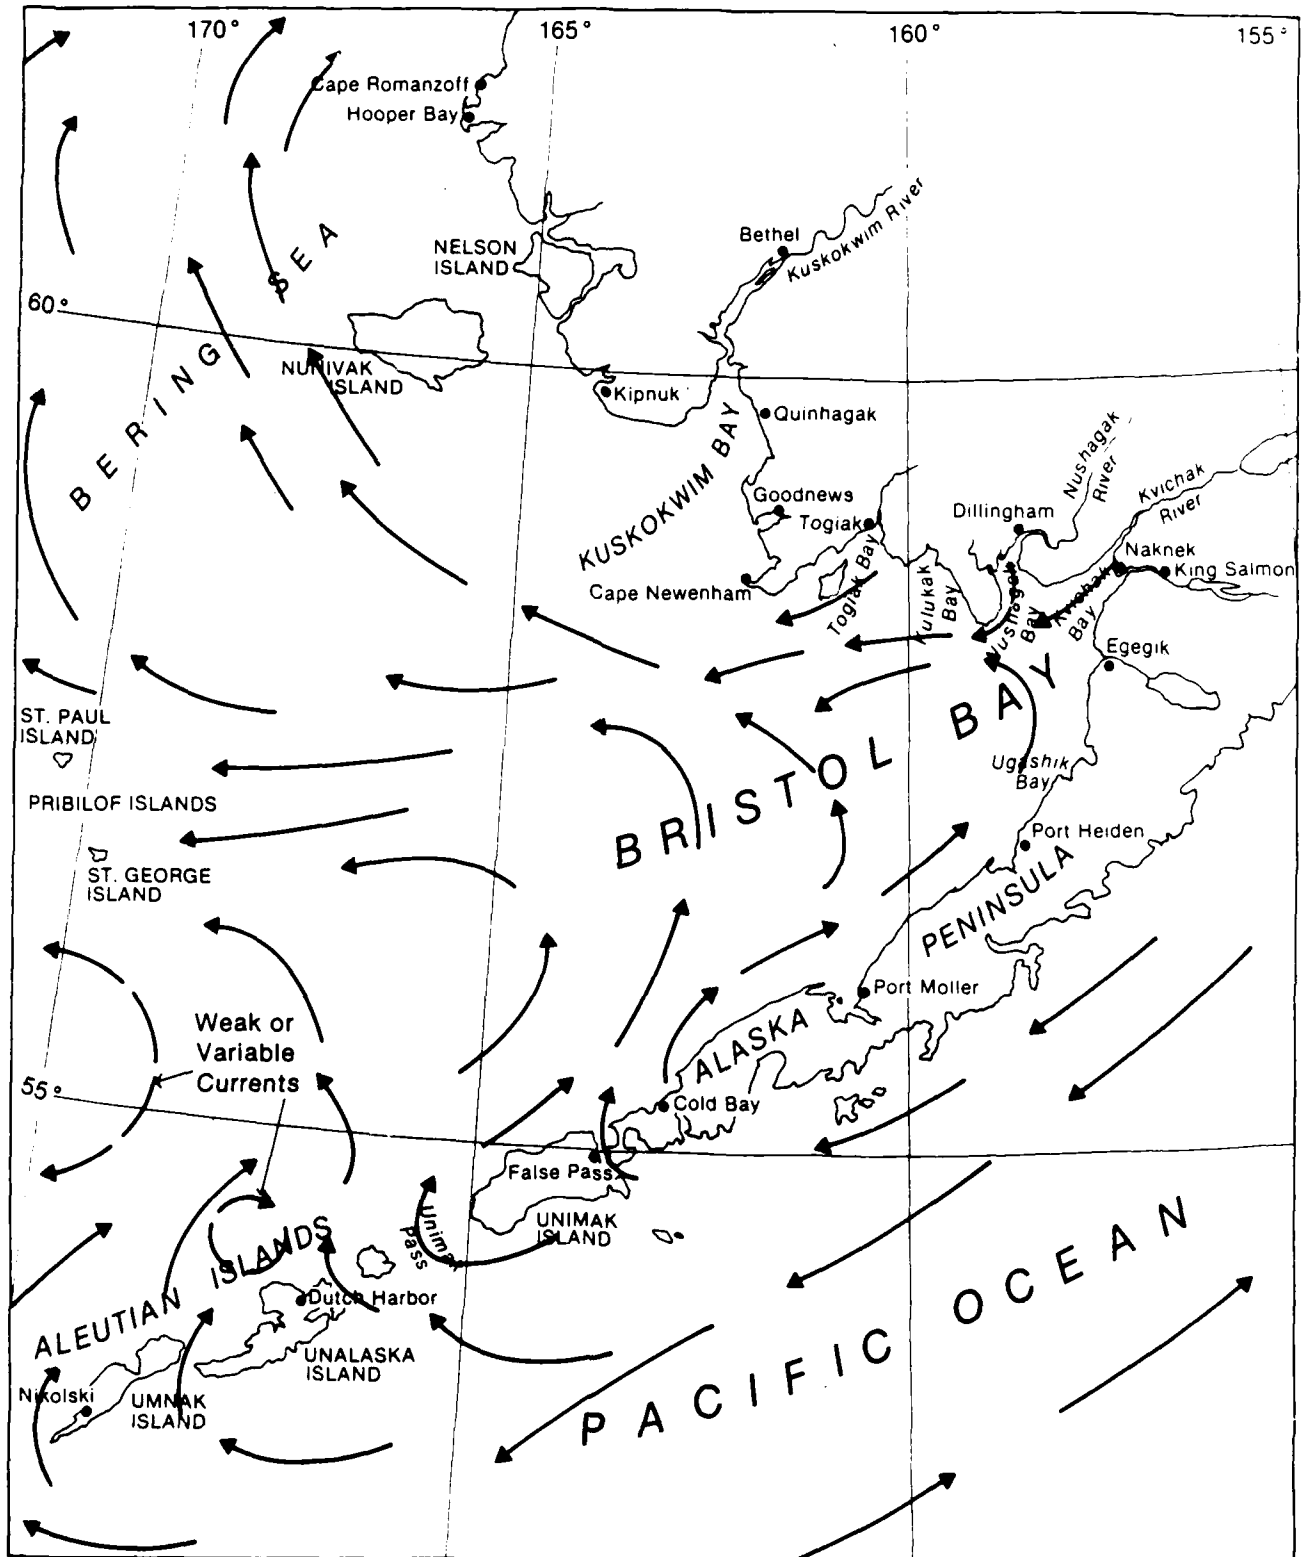 170°
165°
160°
155°
Cape Romanzoff
Hooper Bay
BERING SEA
NELSON
ISLAND
Bethel
Kuskokwim River
60°
NUNIVAK
ISLAND
Kipnuk
Quinhagak
KUSKOKWIM BAY
Goodnews
Togiak
Cape Newenham
Togiak Bay
Kulukak
Bay
Dillingham
Nushagak
River
Kvichak
River
Naknek
King Salmon
Nushagak
Bay
Kvichak
Bay
Egegik
BRISTOL BAY
Ugashik
Bay
ST. PAUL
ISLAND
PRIBILOF ISLANDS
ST. GEORGE
ISLAND
Port Heiden
ALASKA PENINSULA
Port Moller
Weak or
Variable
Currents
55°
Cold Bay
False Pass
UNIMAK
ISLAND
Unimak
Pass
ALEUTIAN ISLANDS
Dutch Harbor
UNALASKA
ISLAND
Nikolski
UMNAK
ISLAND
PACIFIC OCEAN